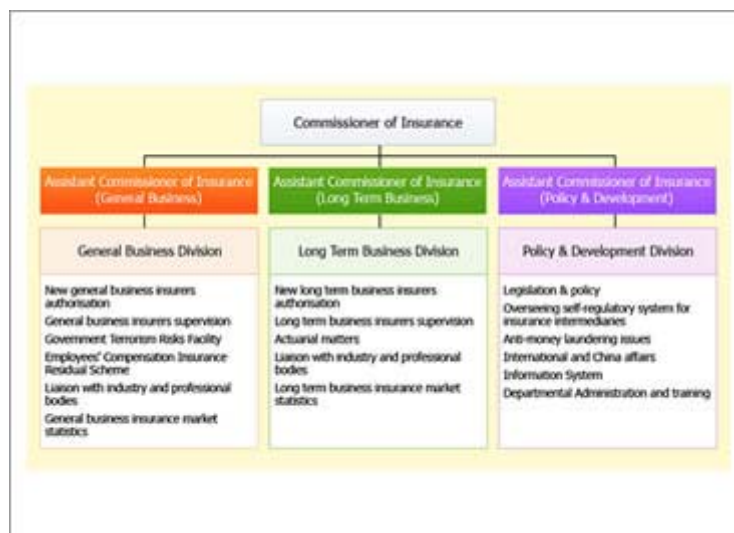 Commissioner of Insurance
Assistant Commissioner of Insurance
(General Business)
Assistant Commissioner of Insurance
(Long Term Business)
Assistant Commissioner of Insurance
(Policy & Development)
General Business Division
New general business insurers
authorisation
General business insurers supervision
Government Terrorism Risks Facility
Employees' Compensation Insurance
Residual Scheme
Liaison with industry and professional
bodies
General business insurance market
statistics
Long Term Business Division
New long term business insurers
authorisation
Long term business insurers supervision
Actuarial matters
Liaison with industry and professional
bodies
Long term business insurance market
statistics
Policy & Development Division
Legislation & policy
Overseeing self-regulatory system for
insurance intermediaries
Anti-money laundering issues
International and China affairs
Information System
Departmental Administration and training